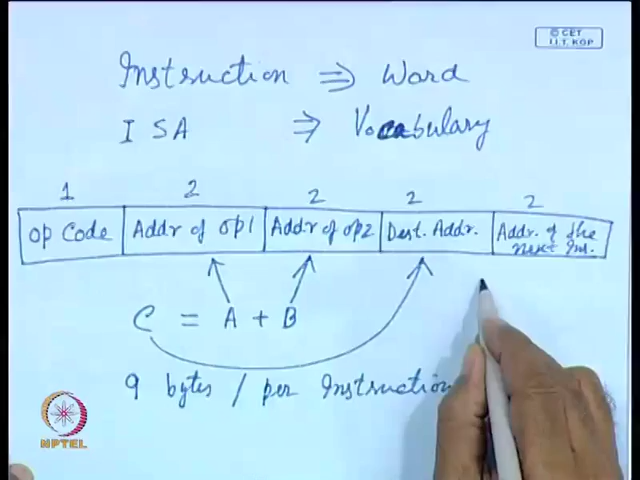 © CET
I.I.T. KGP
Instruction ⇒ Word
ISA ⇒ Vocabulary
1 2 2 2 2
Op Code Addr of Op1 Addr of Op2 Dest. Addr. Addr. of the Next Ins.
C = A + B
9 bytes / per Instruction
NPTEL